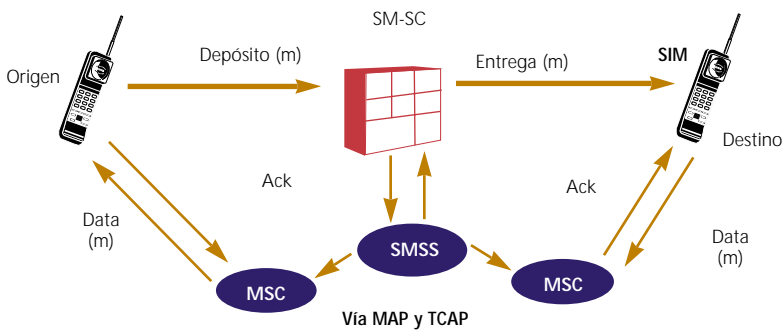 SM-SC
Depósito (m)
Entrega (m)
SIM
Origen
Destino
Ack
Ack
Data
(m)
Data
(m)
SMSS
MSC
MSC
Vía MAP y TCAP